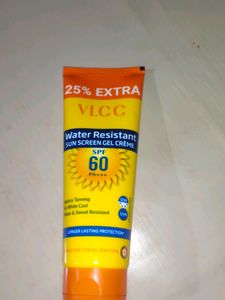 25% EXTRA
VLCC
Water Resistant
SUN SCREEN GEL CRÈME
SPF
60
PA+++
Tanning
White Cast
& Sweat Resistant
LONGER LASTING PROTECTION